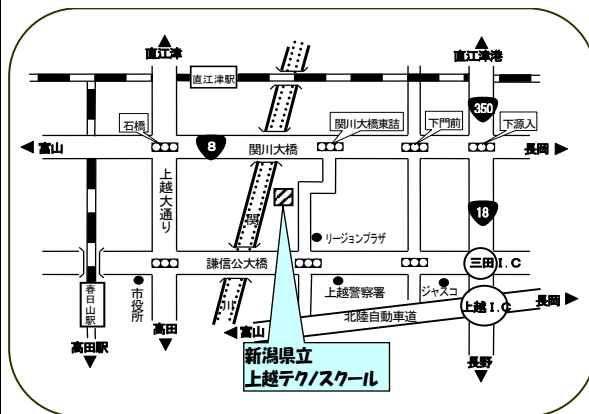 直江津
直江津港
直江津駅
350
石橋
関川大橋東詰
下門前
下源入
富山
8
関川大橋
長岡
上越大通り
関
18
リージョンプラザ
謙信公大橋
三田I.C
春日山駅
市役所
川
上越警察署
ジャスコ
上越I.C
長岡
北陸自動車道
高田駅
高田
富山
長野
新潟県立
上越テクノスクール